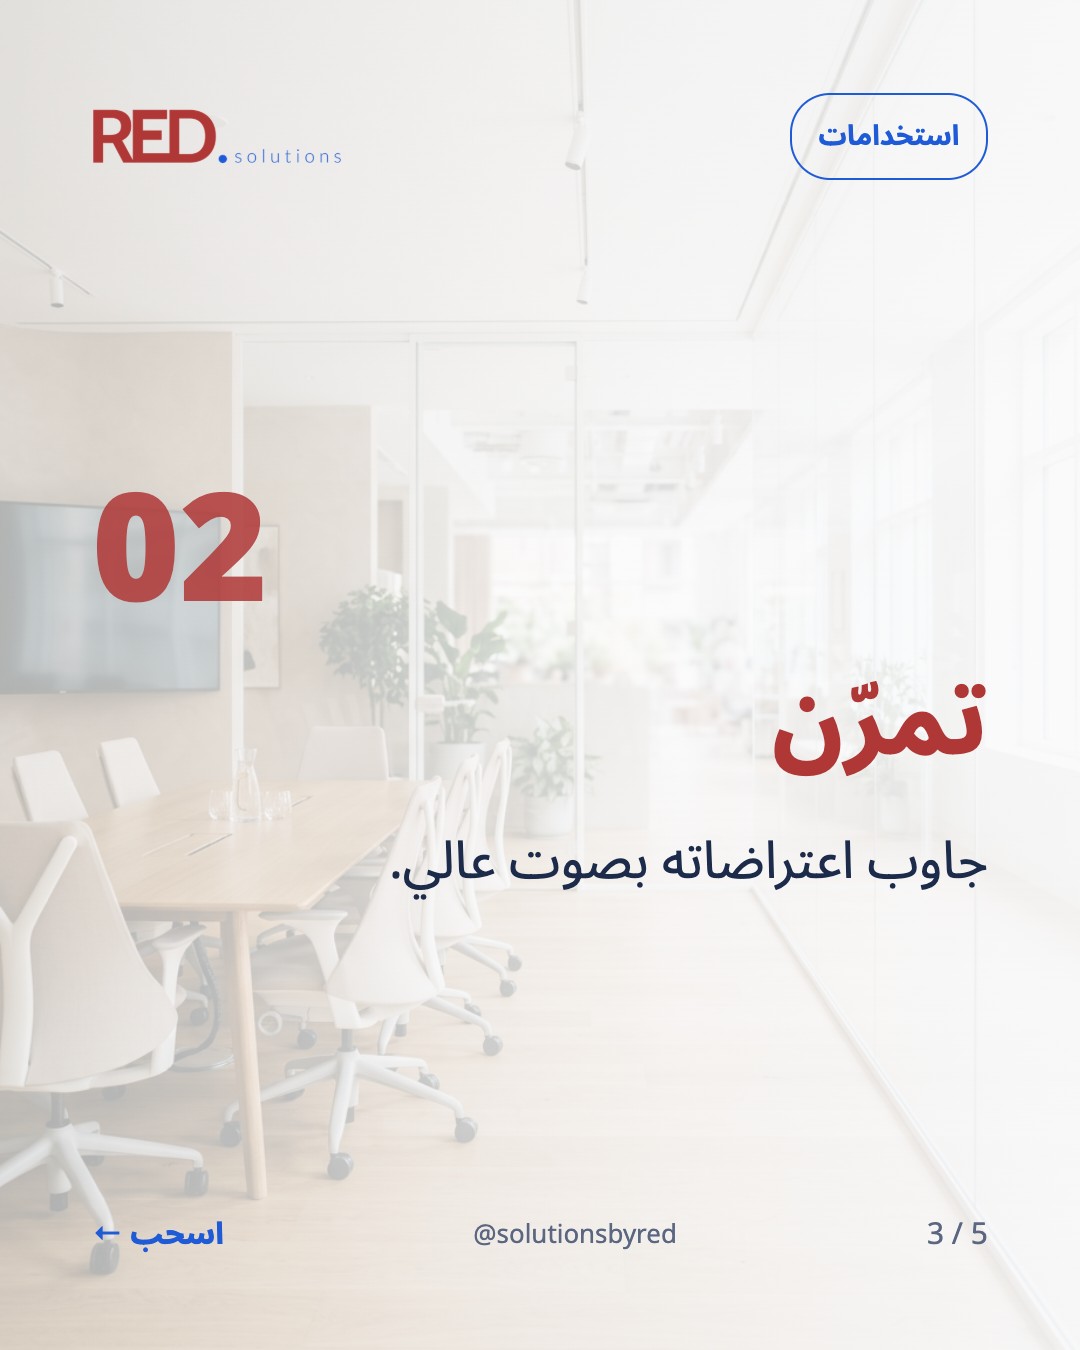 RED.solutions
استخدامات
02
تمرّن
جاوب اعتراضاته بصوت عالي.
اسحب ←
@solutionsbyred
3 / 5